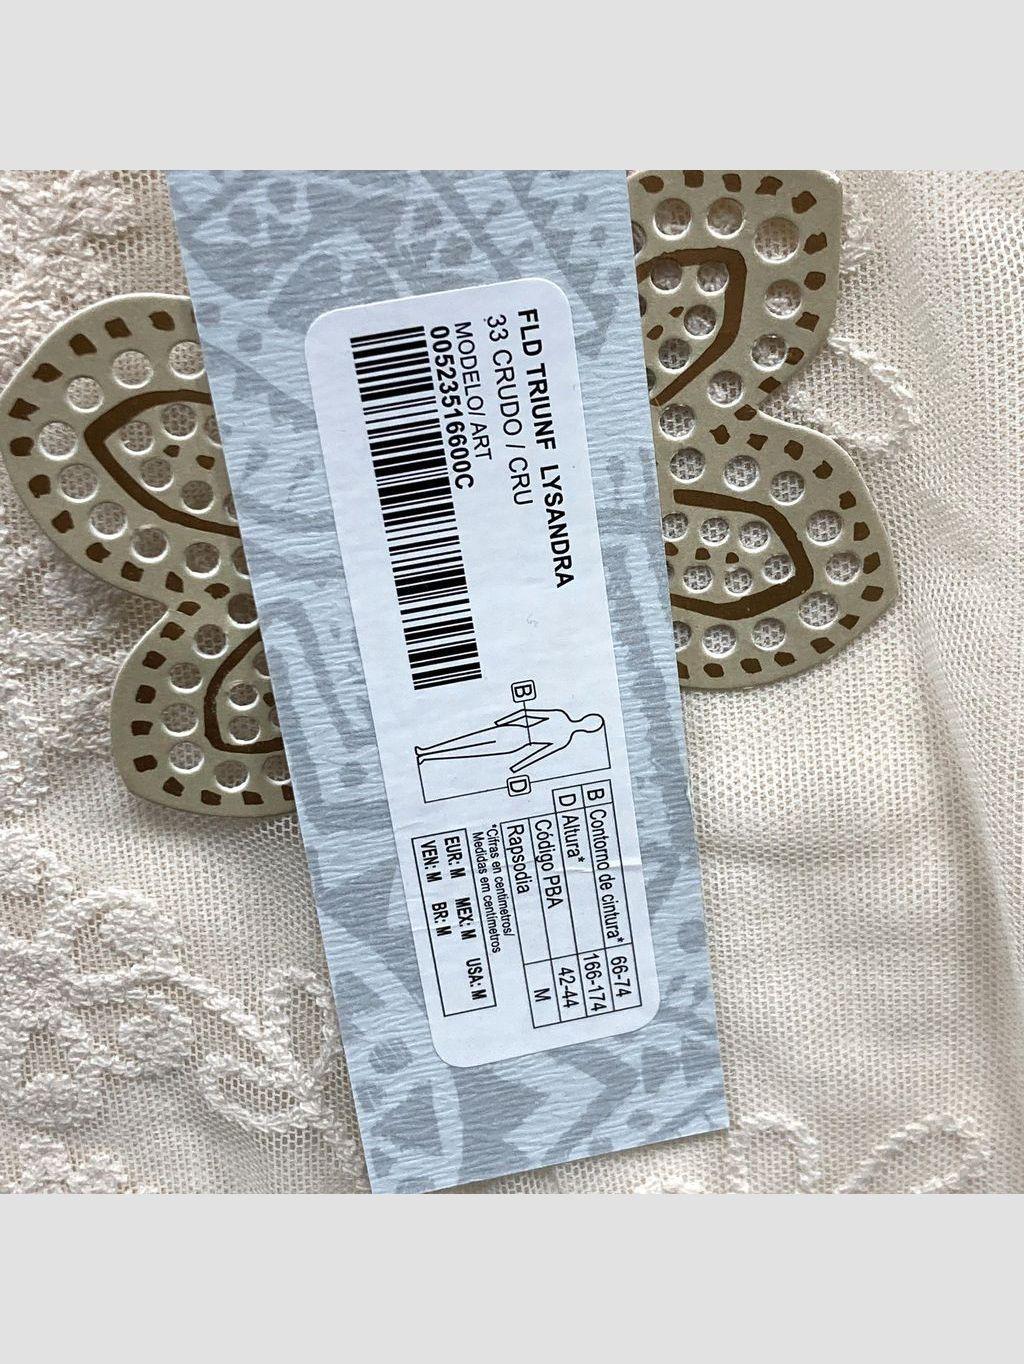 FLD TRIUNF LYSANDRA
33 CRUDO / CRU
MODELO/ ART
00523516600C
B
D
B Contorno de cintura* 66-74
D Altura* 166-174
Código PBA 42-44
Rapsodia M
*Cifras en centimetros/
Medidas em centímetros
EUR: M MEX: M USA: M
VEN: M BR: M